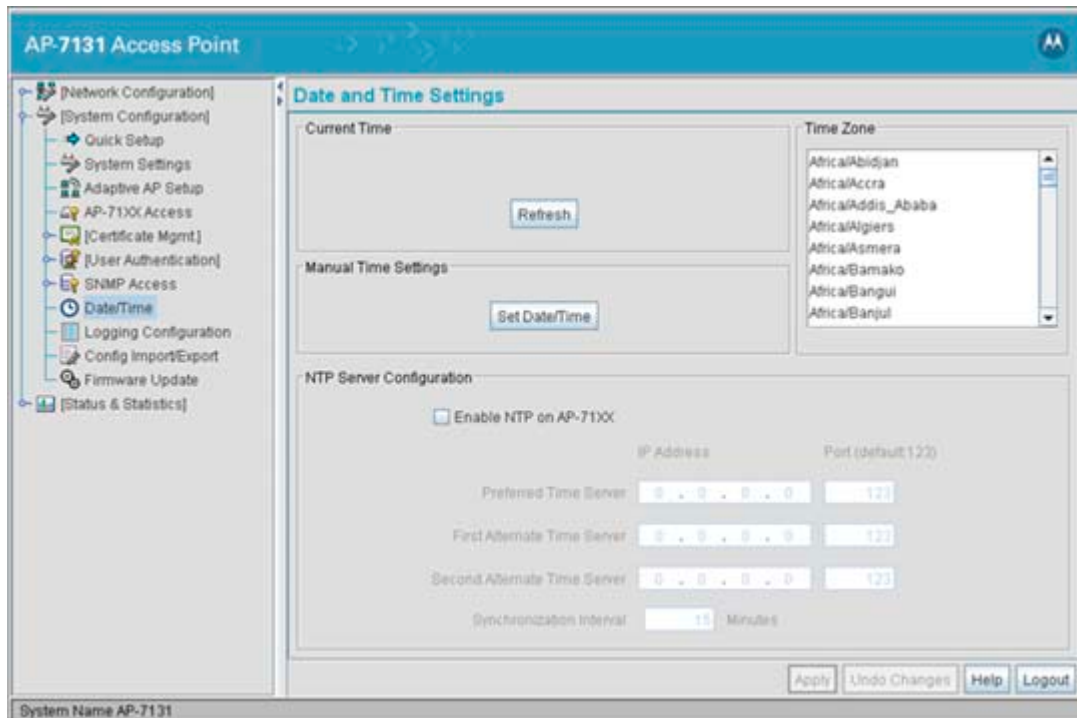 AP-7131 Access Point
[Network Configuration]
[System Configuration]
Quick Setup
System Settings
Adaptive AP Setup
AP-71XX Access
[Certificate Mgmt.]
[User Authentication]
SNMP Access
Date/Time
Logging Configuration
Config Import/Export
Firmware Update
[Status & Statistics]
Date and Time Settings
Current Time
Refresh
Time Zone
Africa/Abidjan
Africa/Accra
Africa/Addis_Ababa
Africa/Algiers
Africa/Asmera
Africa/Bamako
Africa/Bangui
Africa/Banjul
Manual Time Settings
Set Date/Time
NTP Server Configuration
Enable NTP on AP-71XX
IP Address Port (default:123)
Preferred Time Server 0 . 0 . 0 . 0 123
First Alternate Time Server 0 . 0 . 0 . 0 123
Second Alternate Time Server 0 . 0 . 0 . 0 123
Synchronization Interval 15 Minutes
Apply Undo Changes Help Logout
System Name AP-7131